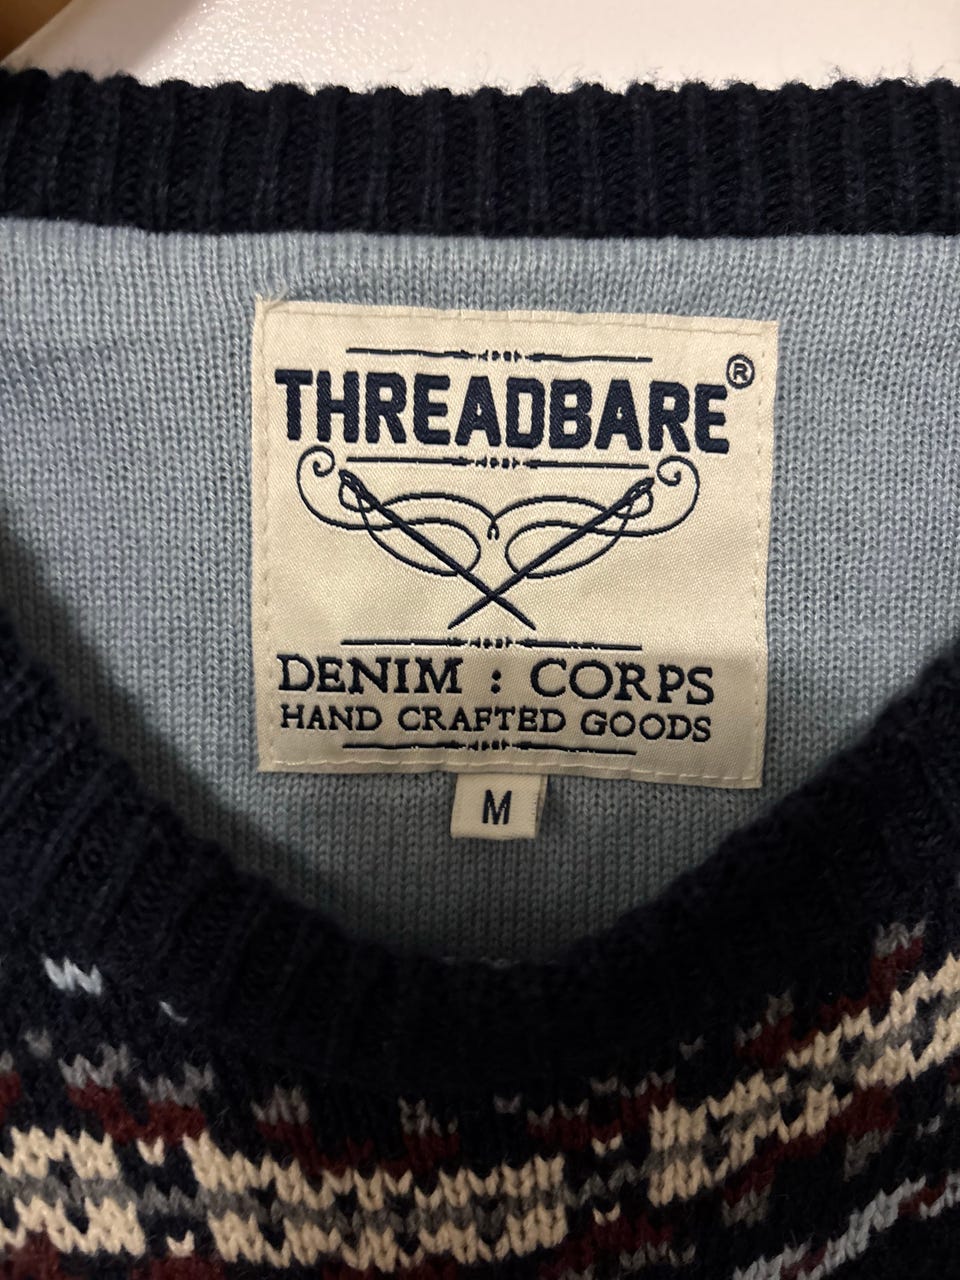 THREADBARE®
DENIM : CORPS
HAND CRAFTED GOODS
M